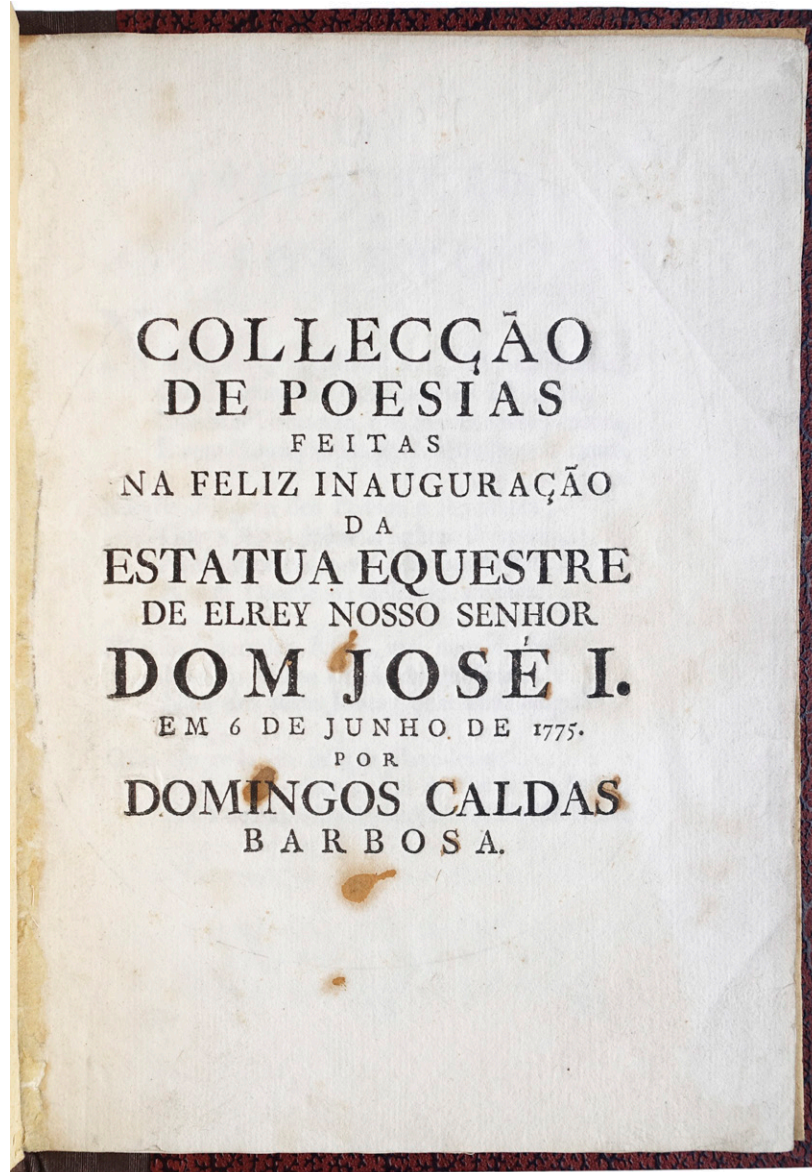 COLLECÇÃO
DE POESIAS
FEITAS
NA FELIZ INAUGURAÇÃO
DA
ESTATUA EQUESTRE
DE ELREY NOSSO SENHOR
DOM JOSÉ I.
EM 6 DE JUNHO DE 1775.
POR
DOMINGOS CALDAS
BARBOSA.